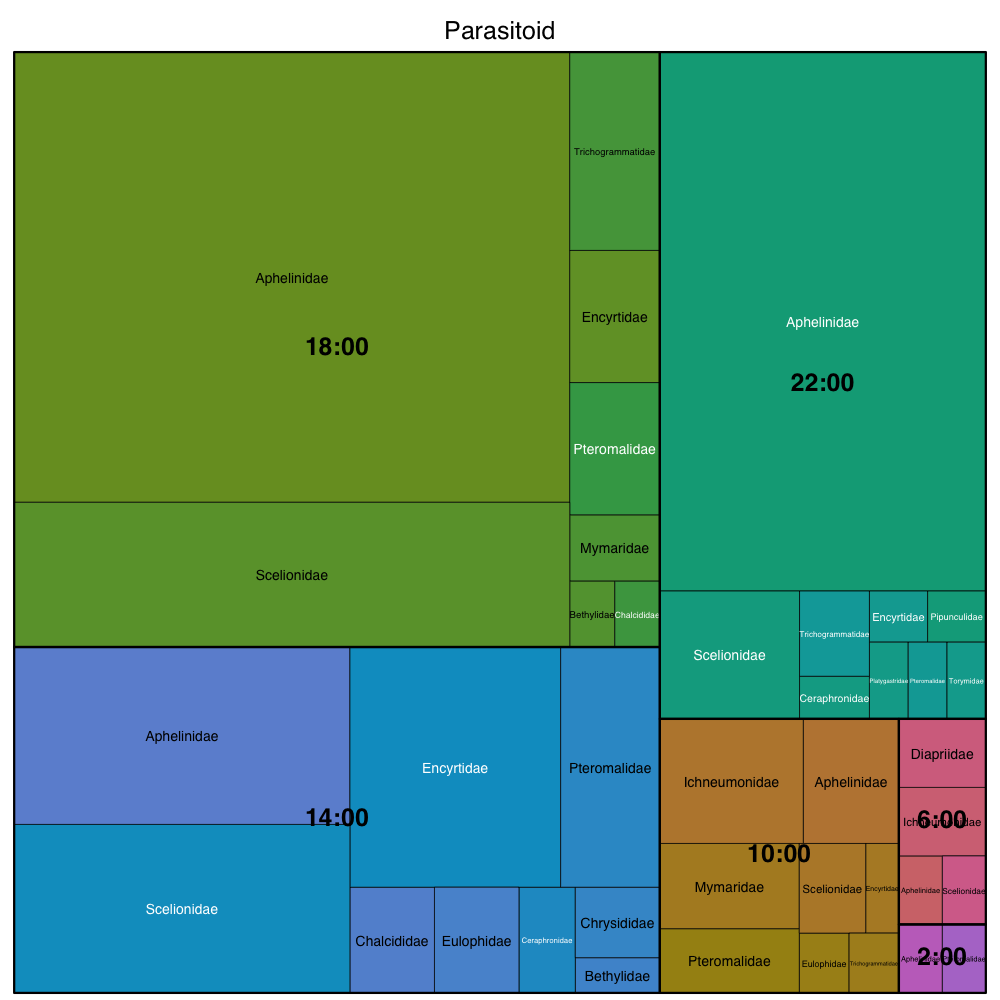 Parasitoid
Aphelinidae
18:00
Scelionidae
Trichogrammatidae
Encyrtidae
Pteromalidae
Mymaridae
Bethylidae
Chalcididae
Aphelinidae
22:00
Scelionidae
Trichogrammatidae
Ceraphronidae
Encyrtidae
Pipunculidae
Platygastridae
Pteromalidae
Torymidae
Aphelinidae
14:00
Scelionidae
Encyrtidae
Pteromalidae
Chalcididae
Eulophidae
Ceraphronidae
Chrysididae
Bethylidae
Ichneumonidae
Aphelinidae
10:00
Mymaridae
Scelionidae
Encyrtidae
Pteromalidae
Eulophidae
Trichogrammatidae
Diapriidae
Ichneumonidae
6:00
Aphelinidae
Scelionidae
Aphelinidae
2:00